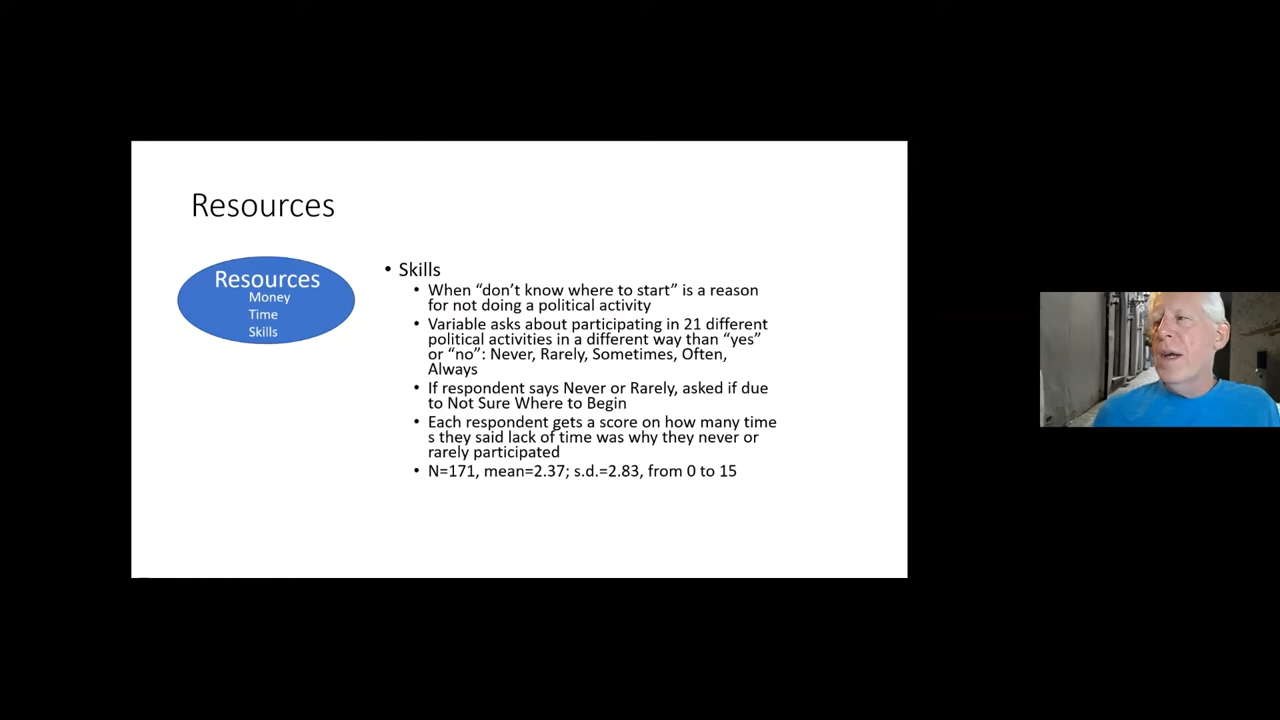 Resources
Resources
Money
Time
Skills
• Skills
• When “don’t know where to start” is a reason
for not doing a political activity
• Variable asks about participating in 21 different
political activities in a different way than “yes”
or “no”: Never, Rarely, Sometimes, Often,
Always
• If respondent says Never or Rarely, asked if due
to Not Sure Where to Begin
• Each respondent gets a score on how many time
s they said lack of time was why they never or
rarely participated
• N=171, mean=2.37; s.d.=2.83, from 0 to 15